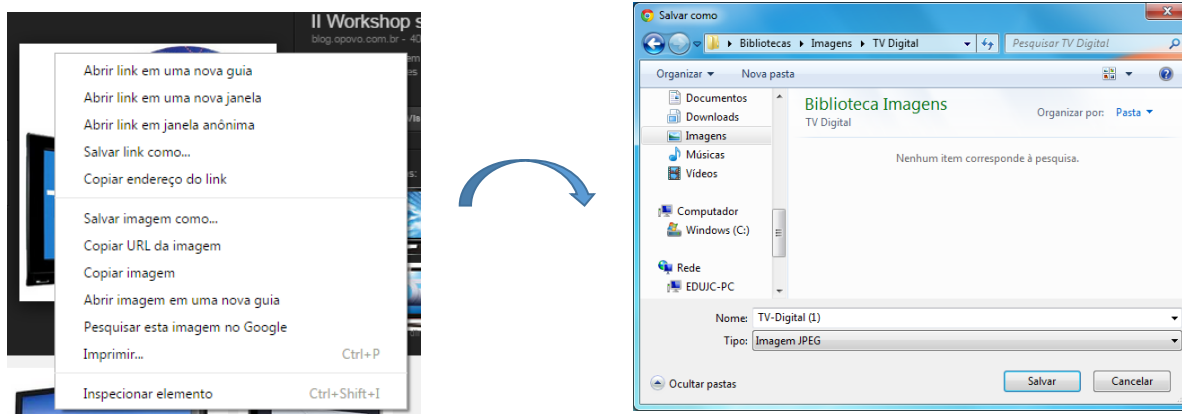 II Workshop s
blog.opovo.com.br - 40
Abrir link em uma nova guia
Abrir link em uma nova janela
Abrir link em janela anônima
Salvar link como...
Copiar endereço do link
Salvar imagem como...
Copiar URL da imagem
Copiar imagem
Abrir imagem em uma nova guia
Pesquisar esta imagem no Google
Imprimir... Ctrl+P
Inspecionar elemento Ctrl+Shift+I
Salvar como
Bibliotecas Imagens TV Digital
Pesquisar TV Digital
Organizar Nova pasta
Documentos
Downloads
Imagens
Músicas
Vídeos
Computador
Windows (C:)
Rede
EDUJC-PC
Biblioteca Imagens
TV Digital
Organizar por: Pasta
Nenhum item corresponde à pesquisa.
Nome: TV-Digital (1)
Tipo: Imagem JPEG
Ocultar pastas
Salvar Cancelar